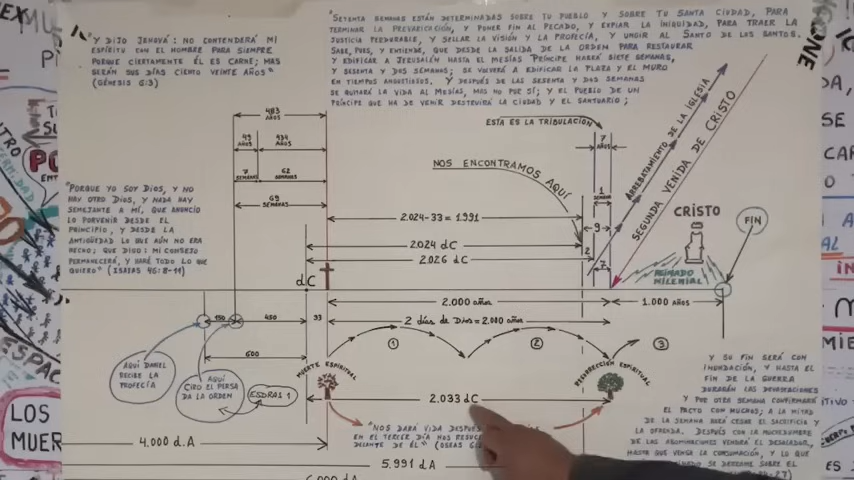 "Y DIJO JEHOVÁ: NO CONTENDERÁ MI
ESPÍRITU CON EL HOMBRE PARA SIEMPRE
PORQUE CIERTAMENTE ÉL ES CARNE; MAS
SERÁN SUS DÍAS CIENTO VEINTE AÑOS"
(GÉNESIS 6:3)
"SETENTA SEMANAS ESTÁN DETERMINADAS SOBRE TU PUEBLO Y SOBRE TU SANTA CIUDAD, PARA
TERMINAR LA PREVARICACIÓN, Y PONER FIN AL PECADO, Y EXPIAR LA INIQUIDAD, PARA TRAER LA
JUSTICIA PERDURABLE, Y SELLAR LA VISIÓN Y LA PROFECÍA, Y UNGIR AL SANTO DE LOS SANTOS.
SABE, PUES, Y ENTIENDE, QUE DESDE LA SALIDA DE LA ORDEN PARA RESTAURAR
Y EDIFICAR A JERUSALÉN HASTA EL MESÍAS PRÍNCIPE HABRÁ SIETE SEMANAS,
Y SESENTA Y DOS SEMANAS; SE VOLVERÁ A EDIFICAR LA PLAZA Y EL MURO
EN TIEMPOS ANGUSTIOSOS. Y DESPUÉS DE LAS SESENTA Y DOS SEMANAS
SE QUITARÁ LA VIDA AL MESÍAS, MAS NO POR SÍ; Y EL PUEBLO DE UN
PRÍNCIPE QUE HA DE VENIR DESTRUIRÁ LA CIUDAD Y EL SANTUARIO;
483
AÑOS
49
AÑOS
434
AÑOS
7
SEMANAS
62
SEMANAS
69
SEMANAS
ESTA ES LA TRIBULACIÓN
7
AÑOS
NOS ENCONTRAMOS AQUÍ
1
SEMANA
ARREBATAMIENTO DE LA IGLESIA
SEGUNDA VENIDA DE CRISTO
"PORQUE YO SOY DIOS, Y NO
HAY OTRO DIOS, Y NADA HAY
SEMEJANTE A MÍ, QUE ANUNCIO
LO PORVENIR DESDE EL
PRINCIPIO, Y DESDE LA
ANTIGÜEDAD LO QUE AÚN NO ERA
HECHO; QUE DIGO: MI CONSEJO
PERMANECERÁ, Y HARÉ TODO LO QUE
QUIERO" (ISAIAS 46:8-11)
2.024-33 = 1.991
9
2024 dC
2
2.026 dC
7
CRISTO
FIN
REINADO
MILENIAL
dC
2.000 años
1.000 AÑOS
150
450
33
2 días de Dios = 2.000 años
1
2
3
600
AQUÍ DANIEL
RECIBE LA
PROFECÍA
AQUÍ
CIRO EL PERSA
DA LA ORDEN
ESDRAS 1
MUERTE ESPIRITUAL
RESURRECCIÓN ESPIRITUAL
2.033 dC
"NOS DARÁ VIDA DESPUÉS
EN EL TERCER DÍA NOS
DELANTE DE ÉL" (OSEAS
4.000 d.A
5.991 d A
Y SU FIN SERÁ CON
INUNDACIÓN, Y HASTA EL
FIN DE LA GUERRA
DURARÁN LAS DEVASTACIONES
Y POR OTRA SEMANA CONFIRMARÁ
EL PACTO CON MUCHOS; A LA MITAD
DE LA SEMANA HARÁ CESAR EL SACRIFICIO Y
LA OFRENDA. DESPUÉS CON LA MUCHEDUMBRE
DE LAS ABOMINACIONES VENDRÁ EL DESOLADOR,
HASTA QUE VENGA LA CONSUMACIÓN, Y LO QUE
SE DERRAME SOBRE EL
LOS
MUER